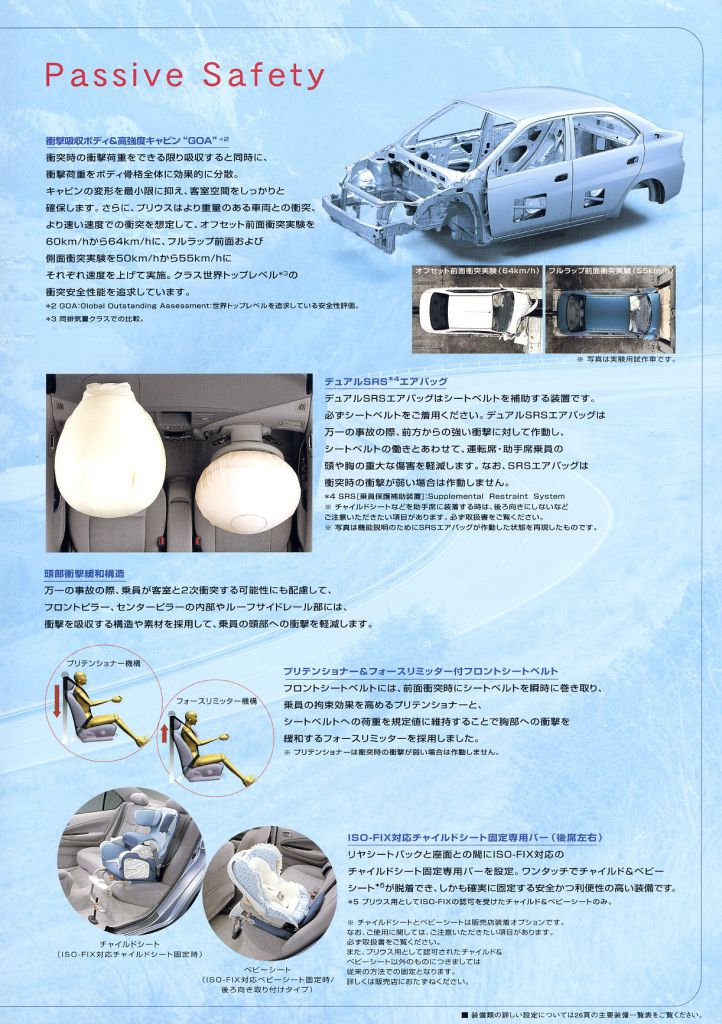 Passive Safety
衝撃吸収ボディ&高強度キャビン“GOA”*2
衝突時の衝撃荷重をできる限り吸収すると同時に、
衝撃荷重をボディ骨格全体に効果的に分散。
キャビンの変形を最小限に抑え、客室空間をしっかりと
確保します。さらに、プリウスはより重量のある車両との衝突、
より速い速度での衝突を想定して、オフセット前面衝突実験を
60km/hから64km/hに、フルラップ前面および
側面衝突実験を50km/hから55km/hに
それぞれ速度を上げて実施。クラス世界トップレベル*3の
衝突安全性能を追求しています。
*2 GOA:Global Outstanding Assessment:世界トップレベルを追求している安全性評価。
*3 同排気量クラスでの比較。
オフセット前面衝突実験(64km/h)
フルラップ前面衝突実験(55km/h)
※ 写真は実験用試作車です。
デュアルSRS*4エアバッグ
デュアルSRSエアバッグはシートベルトを補助する装置です。
必ずシートベルトをご着用ください。デュアルSRSエアバッグは
万一の事故の際、前方からの強い衝撃に対して作動し、
シートベルトの働きとあわせて、運転席・助手席乗員の
頭や胸の重大な傷害を軽減します。なお、SRSエアバッグは
衝突時の衝撃が弱い場合は作動しません。
*4 SRS[乗員保護補助装置]:Supplemental Restraint System
※ チャイルドシートなどを助手席に装着する時は、後ろ向きにしないなど
ご注意いただきたい項目があります。必ず取扱書をご覧ください。
※ 写真は機能説明のためにSRSエアバッグが作動した状態を再現したものです。
頭部衝撃緩和構造
万一の事故の際、乗員が客室と2次衝突する可能性にも配慮して、
フロントピラー、センターピラーの内部やルーフサイドレール部には、
衝撃を吸収する構造や素材を採用して、乗員の頭部への衝撃を軽減します。
プリテンショナー機構
フォースリミッター機構
プリテンショナー&フォースリミッター付フロントシートベルト
フロントシートベルトには、前面衝突時にシートベルトを瞬時に巻き取り、
乗員の拘束効果を高めるプリテンショナーと、
シートベルトへの荷重を規定値に維持することで胸部への衝撃を
緩和するフォースリミッターを採用しました。
※ プリテンショナーは衝突時の衝撃が弱い場合は作動しません。
ISO-FIX対応チャイルドシート固定専用バー(後席左右)
リヤシートバックと座面との間にISO-FIX対応の
チャイルドシート固定専用バーを設定。ワンタッチでチャイルド&ベビー
シート*5が脱着でき、しかも確実に固定する安全かつ利便性の高い装備です。
*5 プリウス用としてISO-FIXの認可を受けたチャイルド&ベビーシートのみ。
※ チャイルドシートとベビーシートは販売店装着オプションです。
なお、ご使用に関しては、ご注意いただきたい項目があります。
必ず取扱書をご覧ください。
また、プリウス用として認可されたチャイルド&
ベビーシート以外のものにつきましては
従来の方法での固定となります。
詳しくは販売店におたずねください。
チャイルドシート
(ISO-FIX対応チャイルドシート固定時)
ベビーシート
(ISO-FIX対応ベビーシート固定時/
後ろ向き取り付けタイプ)
■ 装備類の詳しい設定については26頁の主要装備一覧表をご覧ください。